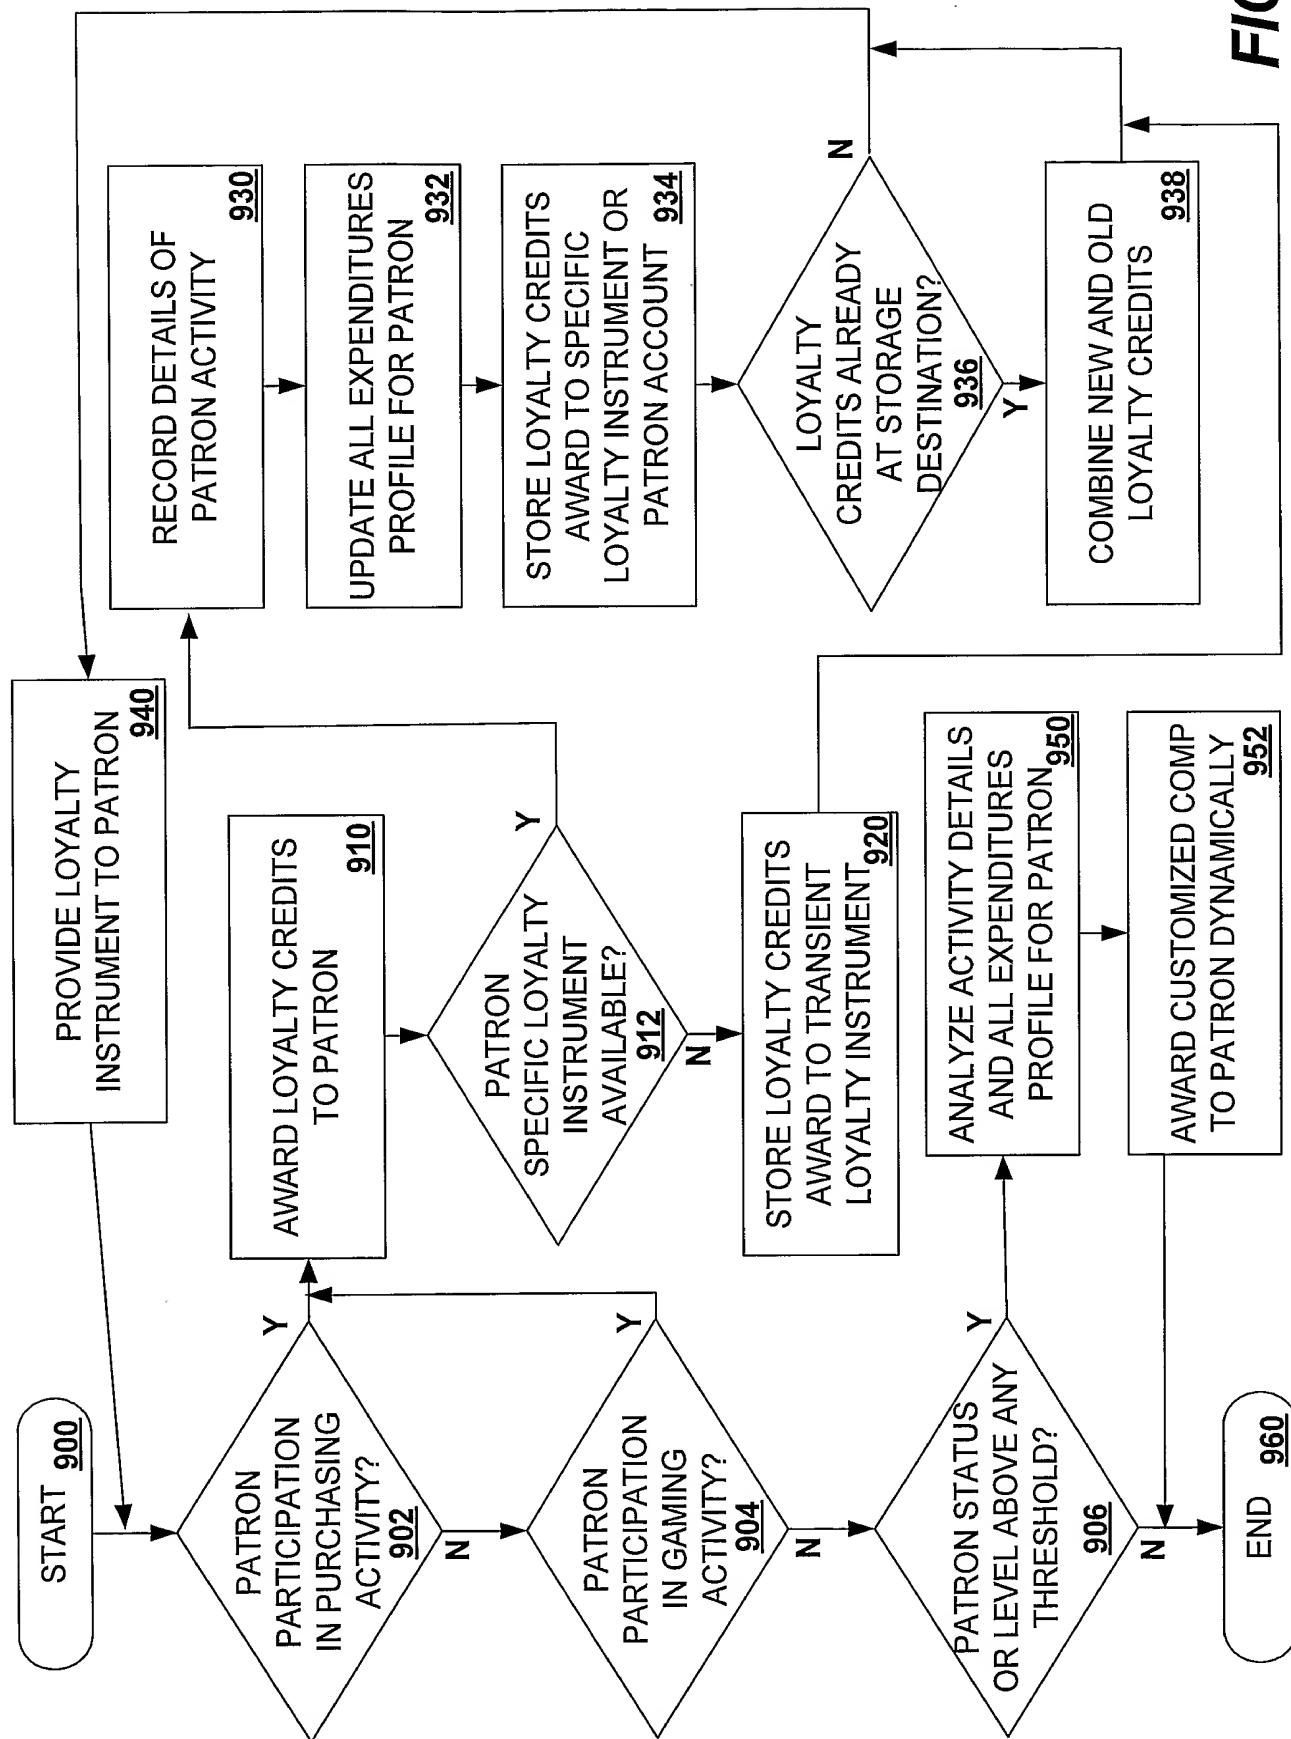 START 900
PATRON
PARTICIPATION
IN PURCHASING
ACTIVITY?
902
Y
N
PATRON
PARTICIPATION
IN GAMING
ACTIVITY?
904
Y
N
PATRON STATUS
OR LEVEL ABOVE ANY
THRESHOLD?
906
Y
N
END 960
PROVIDE LOYALTY
INSTRUMENT TO PATRON
940
AWARD LOYALTY CREDITS
TO PATRON
910
PATRON
SPECIFIC LOYALTY
INSTRUMENT
AVAILABLE?
912
Y
N
STORE LOYALTY CREDITS
AWARD TO TRANSIENT
LOYALTY INSTRUMENT
920
ANALYZE ACTIVITY DETAILS
AND ALL EXPENDITURES
PROFILE FOR PATRON
950
AWARD CUSTOMIZED COMP
TO PATRON DYNAMICALLY
952
RECORD DETAILS OF
PATRON ACTIVITY
930
UPDATE ALL EXPENDITURES
PROFILE FOR PATRON
932
STORE LOYALTY CREDITS
AWARD TO SPECIFIC
LOYALTY INSTRUMENT OR
PATRON ACCOUNT
934
LOYALTY
CREDITS ALREADY
AT STORAGE
DESTINATION?
936
N
Y
COMBINE NEW AND OLD
LOYALTY CREDITS
938